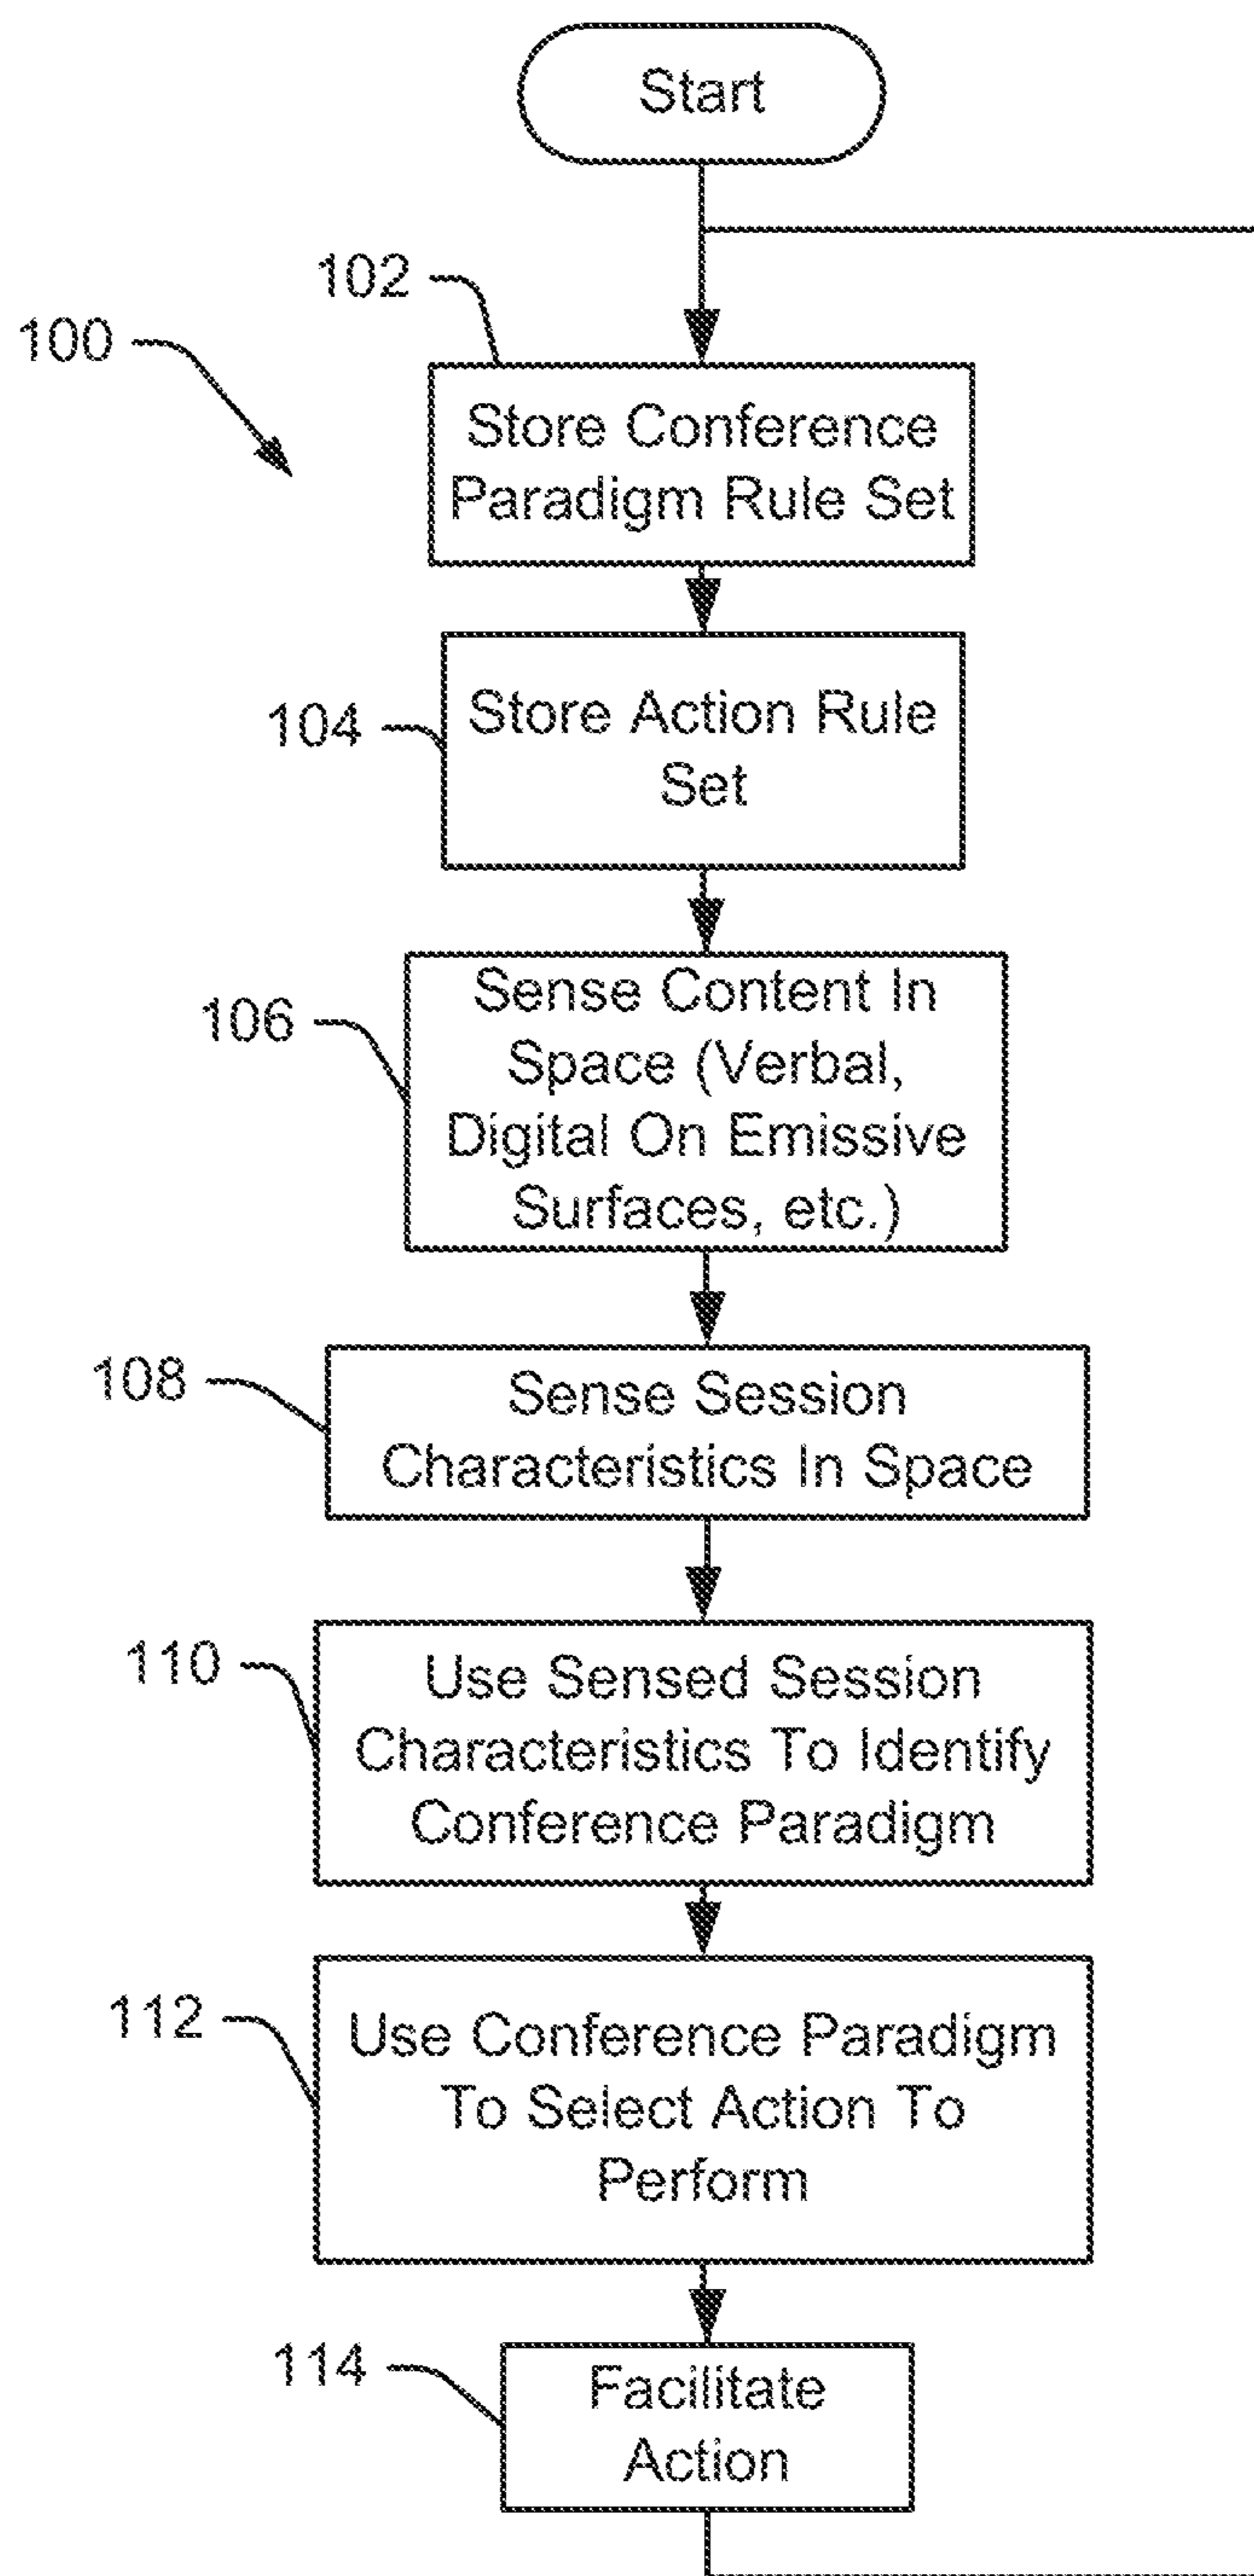 Start
102
100
Store Conference
Paradigm Rule Set
104
Store Action Rule
Set
106
Sense Content In
Space (Verbal,
Digital On Emissive
Surfaces, etc.)
108
Sense Session
Characteristics In Space
110
Use Sensed Session
Characteristics To Identify
Conference Paradigm
112
Use Conference Paradigm
To Select Action To
Perform
114
Facilitate
Action